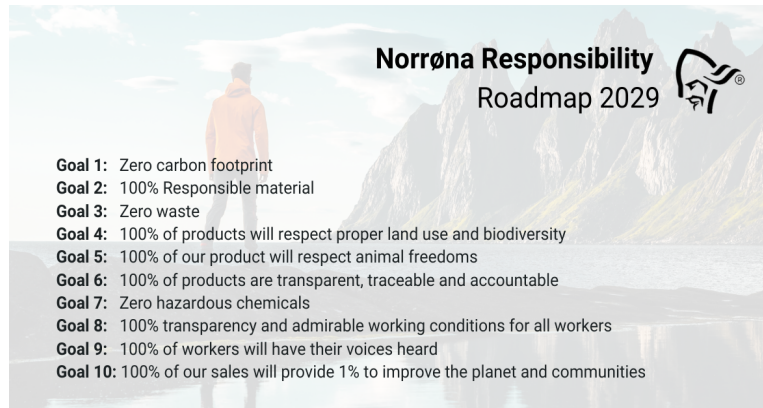 Norrøna Responsibility
Roadmap 2029
®
Goal 1: Zero carbon footprint
Goal 2: 100% Responsible material
Goal 3: Zero waste
Goal 4: 100% of products will respect proper land use and biodiversity
Goal 5: 100% of our product will respect animal freedoms
Goal 6: 100% of products are transparent, traceable and accountable
Goal 7: Zero hazardous chemicals
Goal 8: 100% transparency and admirable working conditions for all workers
Goal 9: 100% of workers will have their voices heard
Goal 10: 100% of our sales will provide 1% to improve the planet and communities